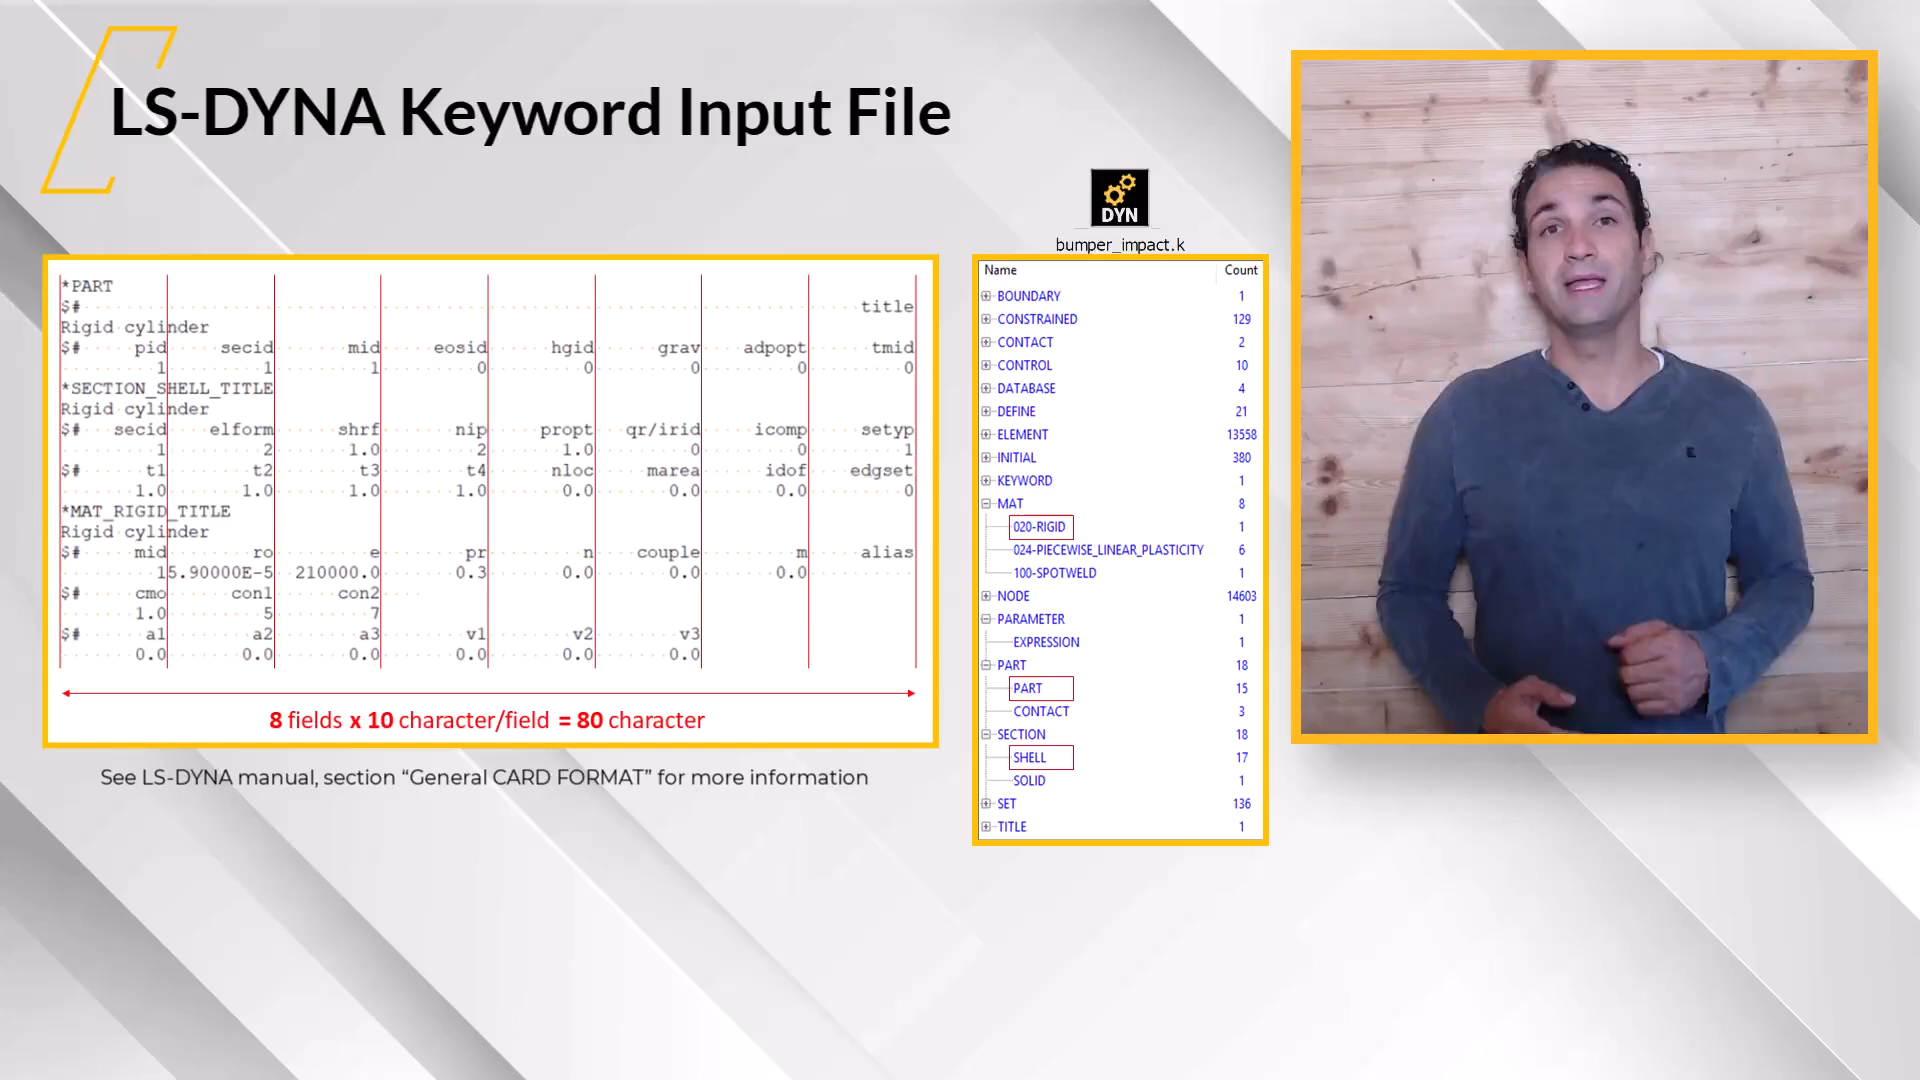 LS-DYNA Keyword Input File
DYN
bumper_impact.k
*PART
$# title
Rigid cylinder
$# pid secid mid eosid hgid grav adpopt tmid
1 1 1 0 0 0 0 0
*SECTION_SHELL_TITLE
Rigid cylinder
$# secid elform shrf nip propt qr/irid icomp setyp
1 2 1.0 2 1.0 0 0 1
$# t1 t2 t3 t4 nloc marea idof edgset
1.0 1.0 1.0 1.0 0.0 0.0 0.0 0
*MAT_RIGID_TITLE
Rigid cylinder
$# mid ro e pr n couple m alias
15.90000E-5 210000.0 0.3 0.0 0.0 0.0
$# cmo con1 con2
1.0 5 7
$# a1 a2 a3 v1 v2 v3
0.0 0.0 0.0 0.0 0.0 0.0
8 fields x 10 character/field = 80 character
See LS-DYNA manual, section “General CARD FORMAT” for more information
Name Count
BOUNDARY 1
CONSTRAINED 129
CONTACT 2
CONTROL 10
DATABASE 4
DEFINE 21
ELEMENT 13558
INITIAL 380
KEYWORD 1
MAT 8
020-RIGID 1
024-PIECEWISE_LINEAR_PLASTICITY 6
100-SPOTWELD 1
NODE 14603
PARAMETER 1
EXPRESSION 1
PART 18
PART 15
CONTACT 3
SECTION 18
SHELL 17
SOLID 1
SET 136
TITLE 1